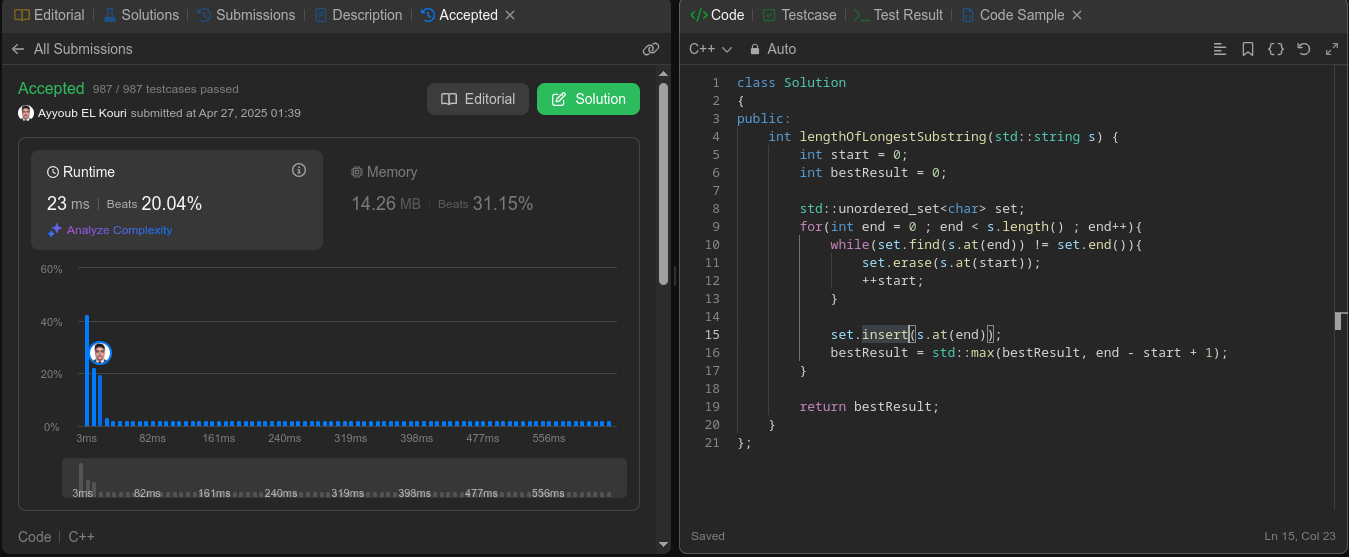 Editorial | Solutions | Submissions | Description | Accepted
All Submissions
Accepted 987 / 987 testcases passed
Ayyoub EL Kouri submitted at Apr 27, 2025 01:39
Editorial
Solution
Runtime
23 ms | Beats 20.04%
Analyze Complexity
Memory
14.26 MB | Beats 31.15%
60%
40%
20%
0%
3ms 82ms 161ms 240ms 319ms 398ms 477ms 556ms
3ms 82ms 161ms 240ms 319ms 398ms 477ms 556ms
Code | C++
</> Code | Testcase | >_ Test Result | Code Sample
C++ Auto
1 class Solution
2 {
3 public:
4 int lengthOfLongestSubstring(std::string s) {
5 int start = 0;
6 int bestResult = 0;
7
8 std::unordered_set<char> set;
9 for(int end = 0 ; end < s.length() ; end++){
10 while(set.find(s.at(end)) != set.end()){
11 set.erase(s.at(start));
12 ++start;
13 }
14
15 set.insert(s.at(end));
16 bestResult = std::max(bestResult, end - start + 1);
17 }
18
19 return bestResult;
20 }
21 };
Saved
Ln 15, Col 23